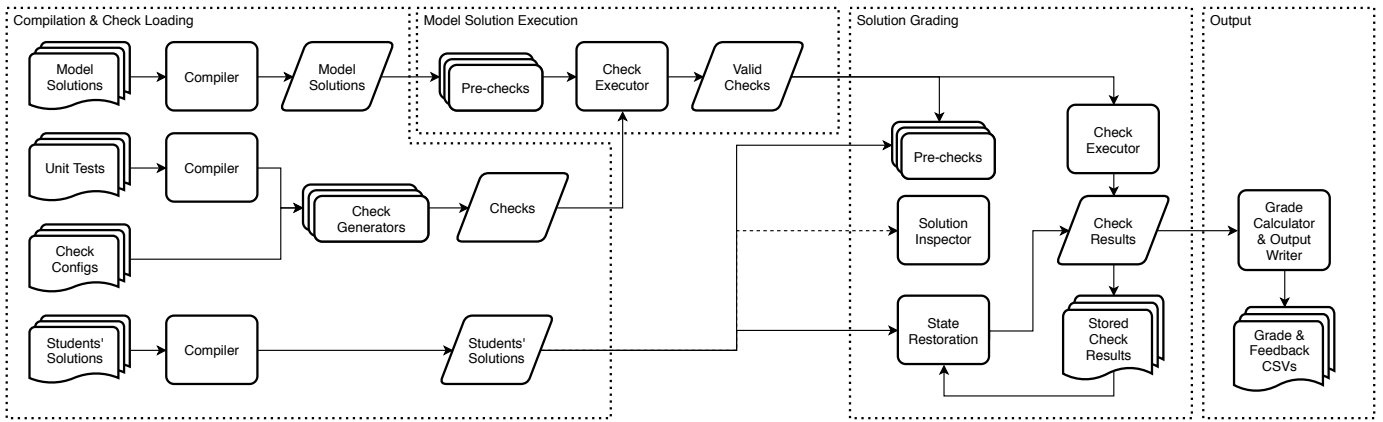 Compilation & Check Loading
Model
Solutions
Compiler
Model
Solutions
Unit Tests
Compiler
Check
Configs
Check
Generators
Checks
Students'
Solutions
Compiler
Students'
Solutions
Model Solution Execution
Pre-checks
Check
Executor
Valid
Checks
Solution Grading
Pre-checks
Check
Executor
Solution
Inspector
Check
Results
State
Restoration
Stored
Check
Results
Output
Grade
Calculator
& Output
Writer
Grade &
Feedback
CSVs